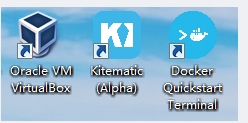 Oracle VM
VirtualBox
Kitematic
(Alpha)
Docker
Quickstart
Terminal